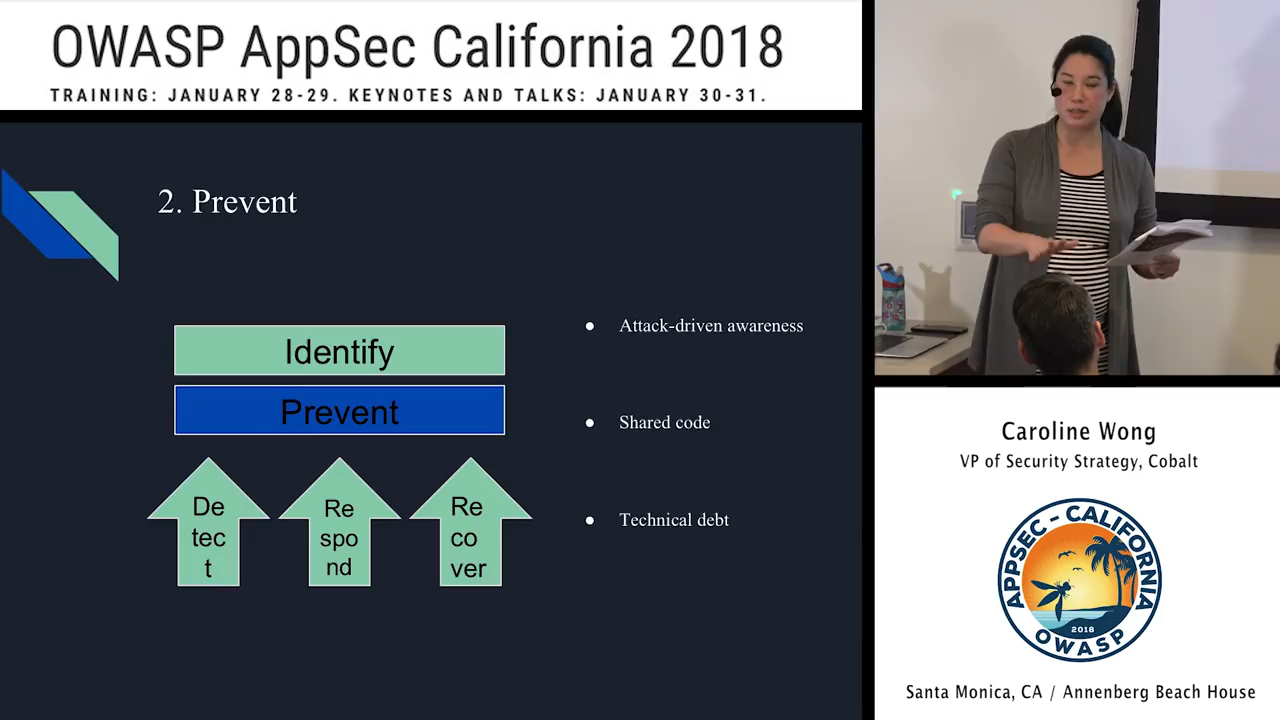 OWASP AppSec California 2018
TRAINING: JANUARY 28-29. KEYNOTES AND TALKS: JANUARY 30-31.
2. Prevent
Identify
Prevent
De
tec
t
Re
spo
nd
Re
co
ver
● Attack-driven awareness
● Shared code
● Technical debt
Caroline Wong
VP of Security Strategy, Cobalt
APPSEC - CALIFORNIA
2018
OWASP
Santa Monica, CA / Annenberg Beach House